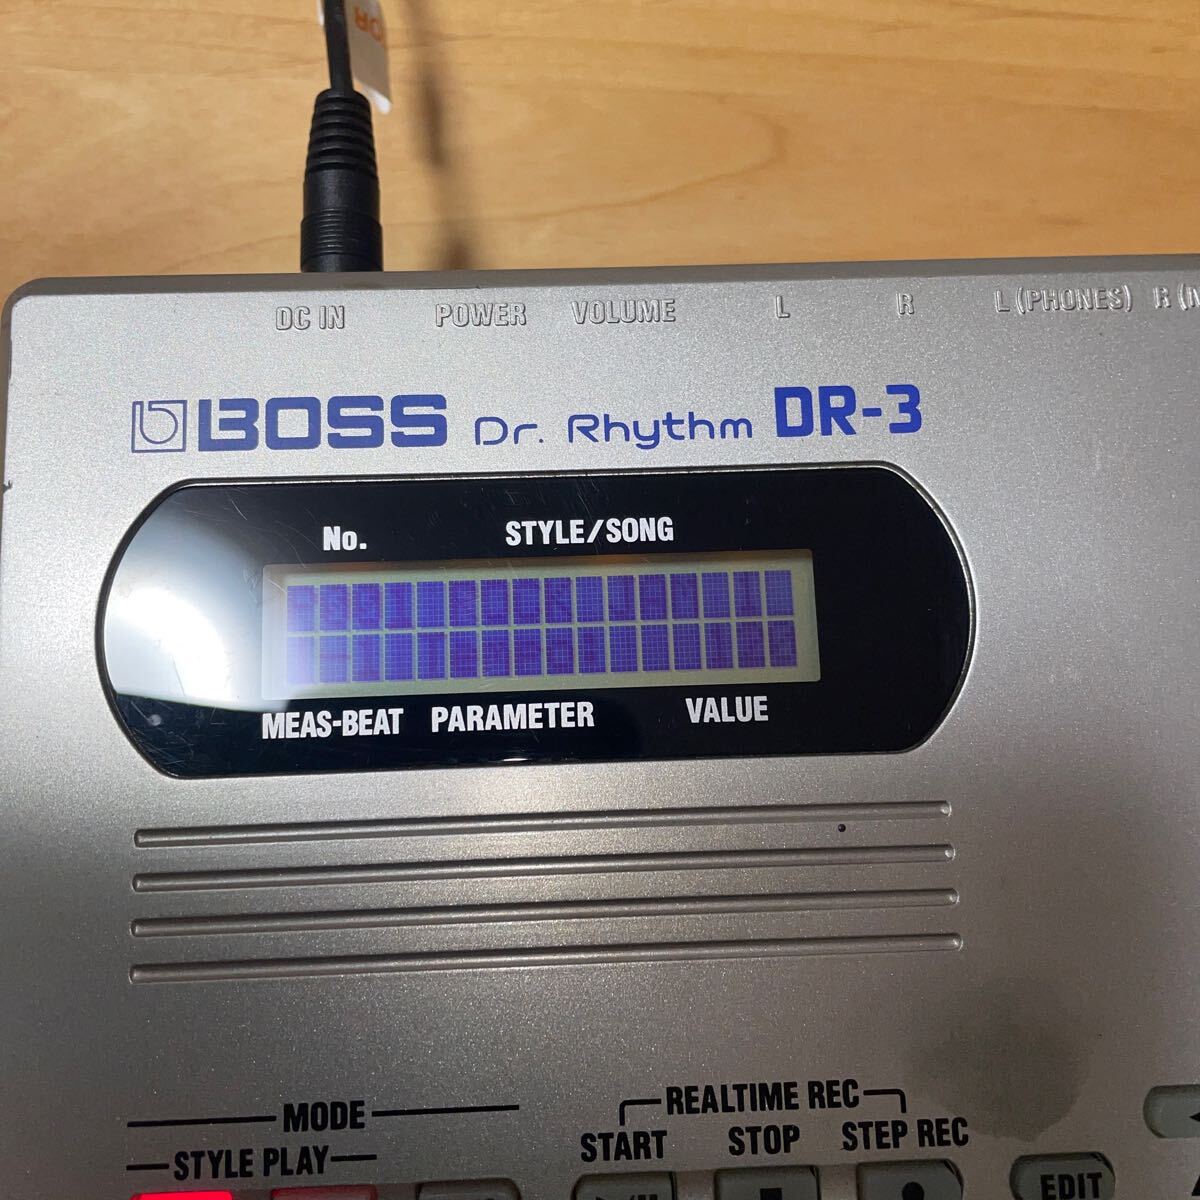 OR
DC IN POWER VOLUME L R L (PHONES) R (
BOSS Dr. Rhythm DR-3
No. STYLE/SONG
MEAS-BEAT PARAMETER VALUE
MODE
STYLE PLAY
REALTIME REC
START STOP STEP REC
EDIT